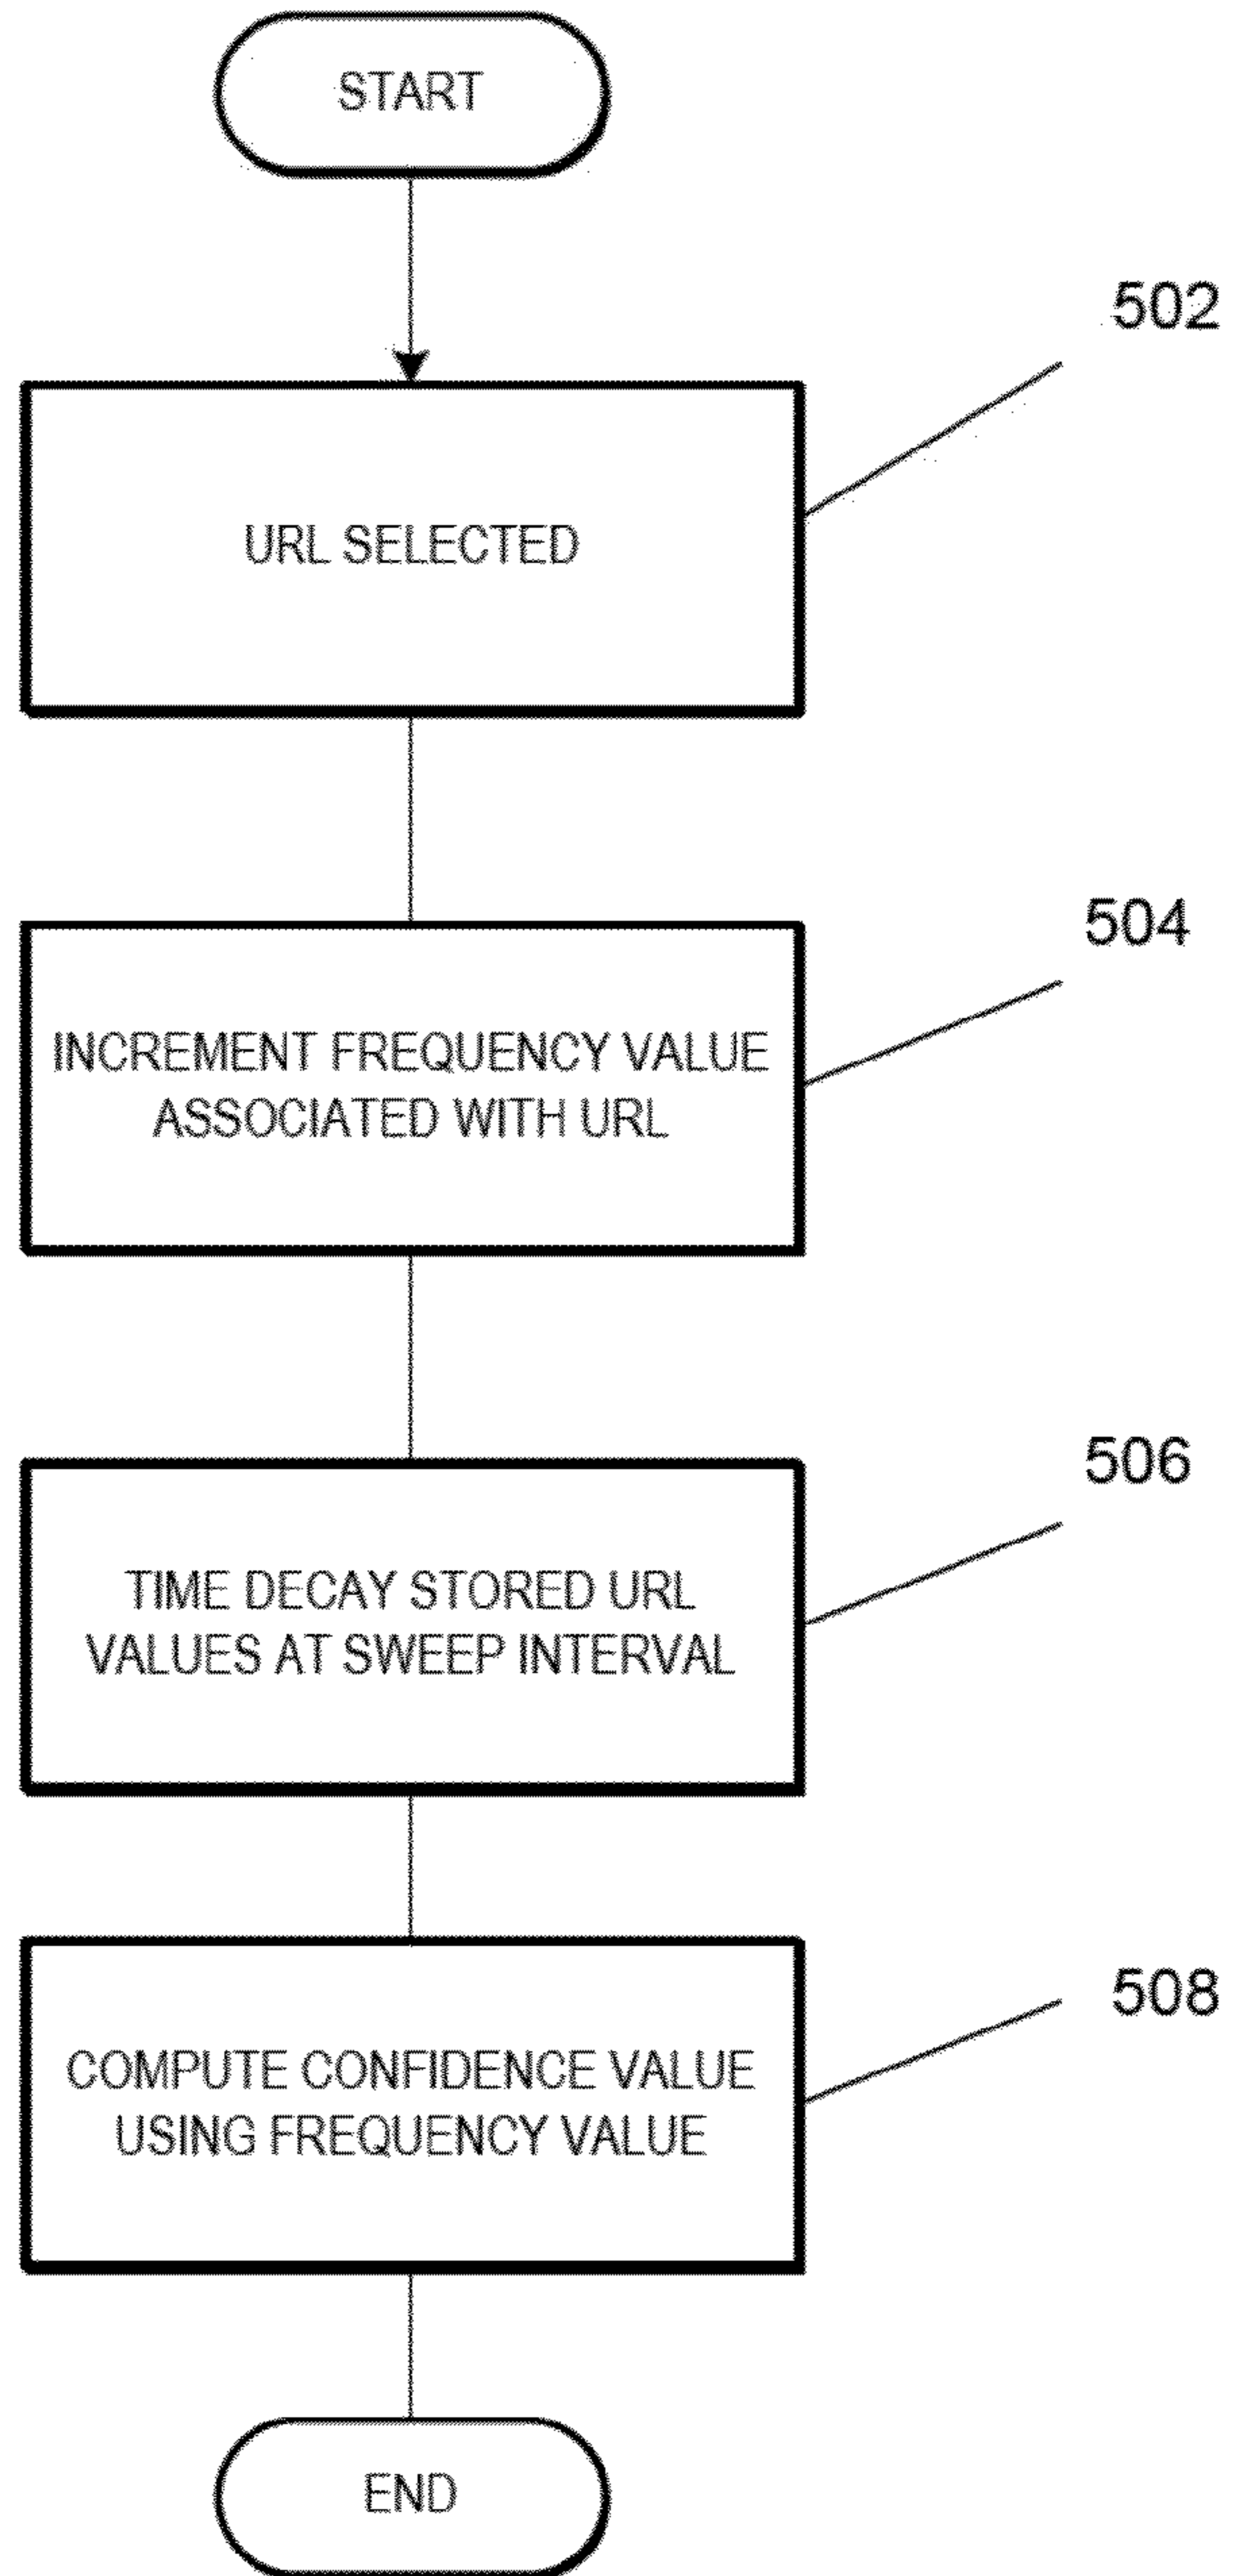 START
502
URL SELECTED
504
INCREMENT FREQUENCY VALUE
ASSOCIATED WITH URL
506
TIME DECAY STORED URL
VALUES AT SWEEP INTERVAL
508
COMPUTE CONFIDENCE VALUE
USING FREQUENCY VALUE
END